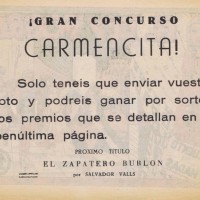 ¡GRAN CONCURSO
CARMENCITA!
Solo teneis que enviar vuest
oto y podreis ganar por sorte
os premios que se detallan en
penúltima página.
PROXIMO TITULO
EL ZAPATERO BURLON
por SALVADOR VALLS